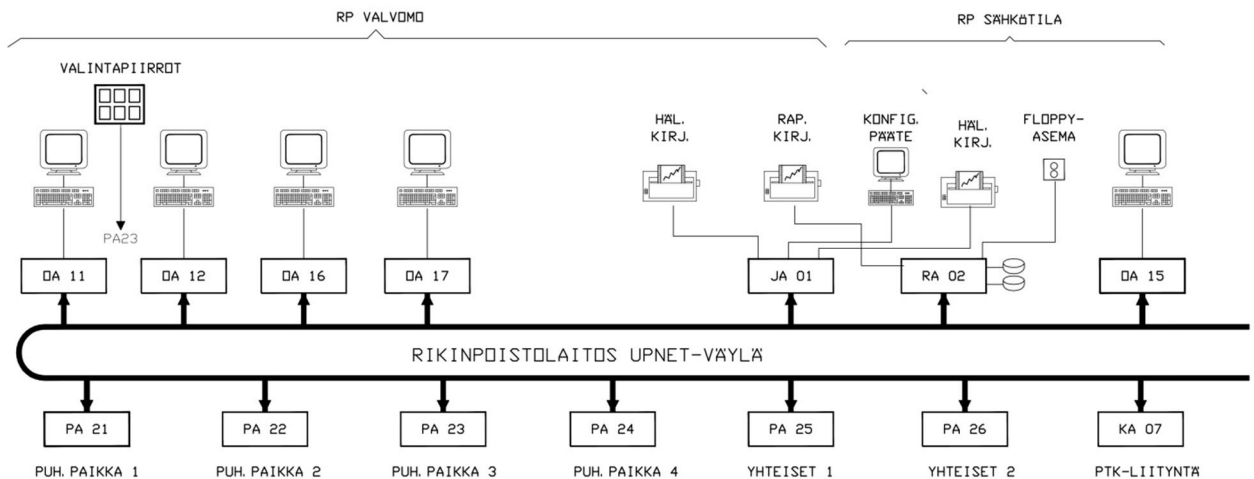 RP VALVOMO
RP SÄHKÖTILA
VALINTAPIIRROT
HÄL.
KIRJ.
RAP.
KIRJ.
KONFIG.
PÄÄTE
HÄL.
KIRJ.
FLOPPY-
ASEMA
PA23
OA 11
OA 12
OA 16
OA 17
JA 01
RA 02
OA 15
RIKINPOISTOLAITOS UPNET-VÄYLÄ
PA 21
PA 22
PA 23
PA 24
PA 25
PA 26
KA 07
PUH. PAIKKA 1
PUH. PAIKKA 2
PUH. PAIKKA 3
PUH. PAIKKA 4
YHTEISET 1
YHTEISET 2
PTK-LIITYNTÄ